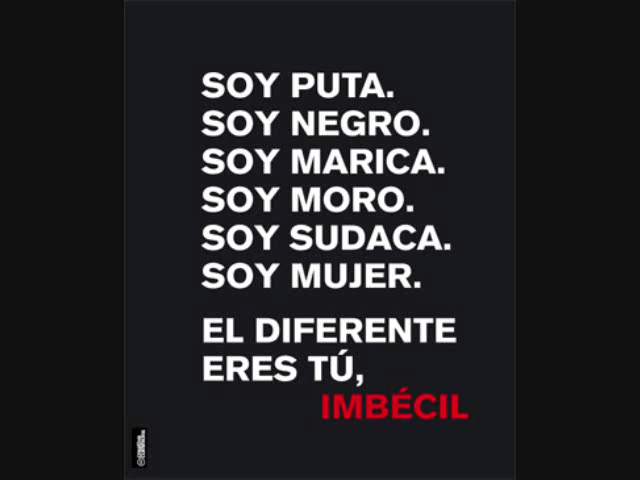 SOY PUTA.
SOY NEGRO.
SOY MARICA.
SOY MORO.
SOY SUDACA.
SOY MUJER.
EL DIFERENTE
ERES TÚ,
IMBÉCIL